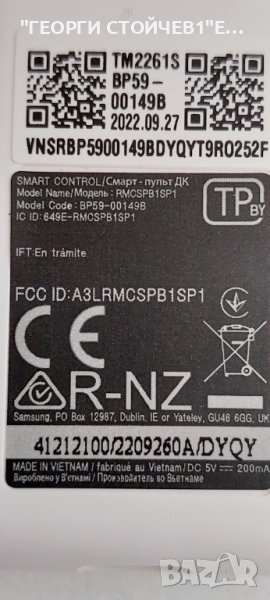 ГЕОРГИ СТОЙЧЕВ1®
TM2261S
BP59-
00149B
2022.09.27
VNSRBP5900149BDYQYT9R0252F
SMART CONTROL/Смарт-пульт ДК
Model Name/Модель: RMCSPB1SP1
Model Code: BP59-00149B
IC ID: 649E-RMCSPB1SP1
TP BY
IFT: En trámite
FCC ID:A3LRMCSPB1SP1
CE
R-NZ
Samsung, PO Box 12987, Dublin. IE or Yateley, GU46 6GG, UK
41212100/2209260A/DYQY
MADE IN VIETNAM / fabriqué au Vietnam/DC 5V ⎓ 200mA
Вироблено у В'єтнамі / Произведено во Вьетнаме
BAZAR
bg